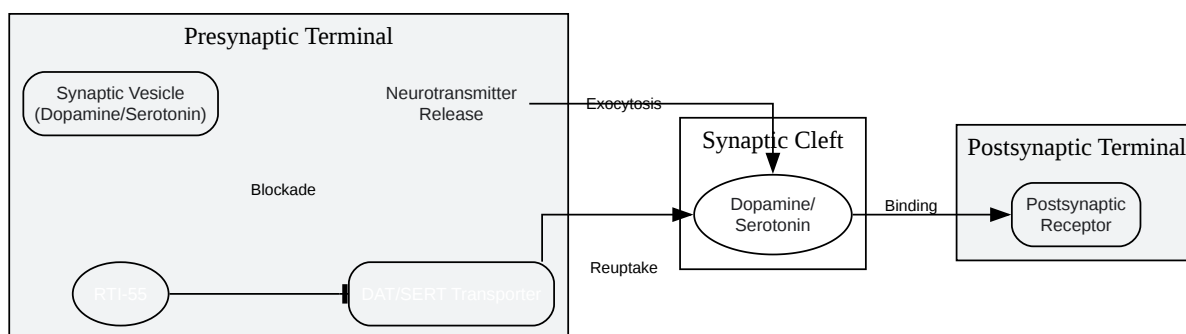 Presynaptic Terminal
Synaptic Vesicle
(Dopamine/Serotonin)
Neurotransmitter
Release
Exocytosis
Synaptic Cleft
Postsynaptic Terminal
Blockade
Dopamine/
Serotonin
Binding
Postsynaptic
Receptor
Reuptake
RTI-55
DAT/SERT Transporter